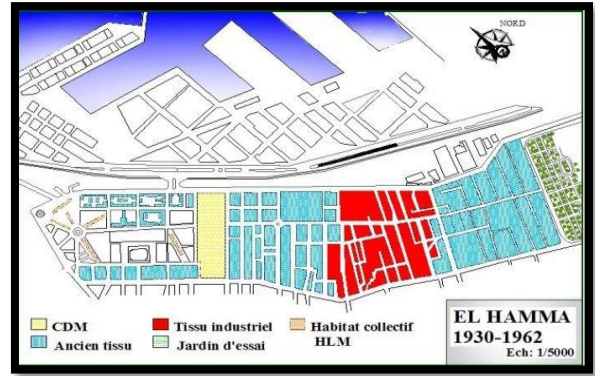 NORD
CDM
Tissu industriel
Habitat collectif
HLM
Ancien tissu
Jardin d'essai
EL HAMMA
1930-1962
Ech: 1/5000